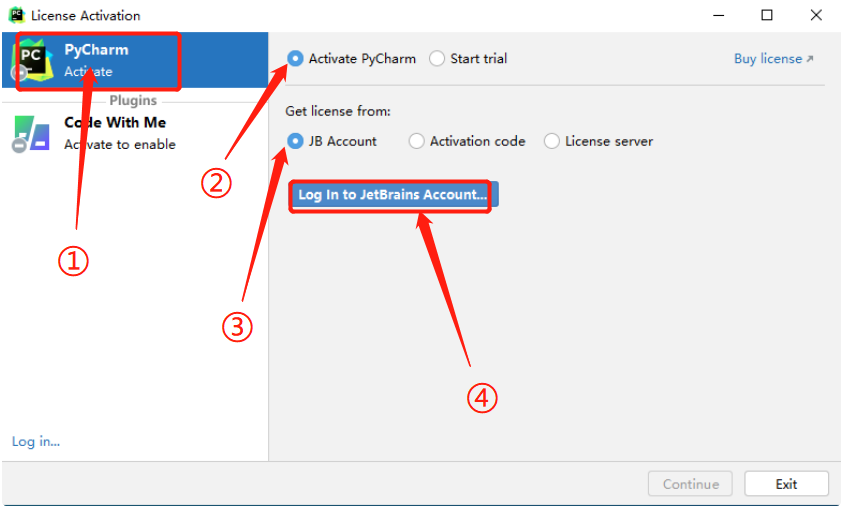 License Activation
PC
PyCharm
Activate
Plugins
Code With Me
Activate to enable
Log in...
Activate PyCharm
Start trial
Buy license
Get license from:
JB Account
Activation code
License server
Log In to JetBrains Account...
①
②
③
④
Continue
Exit